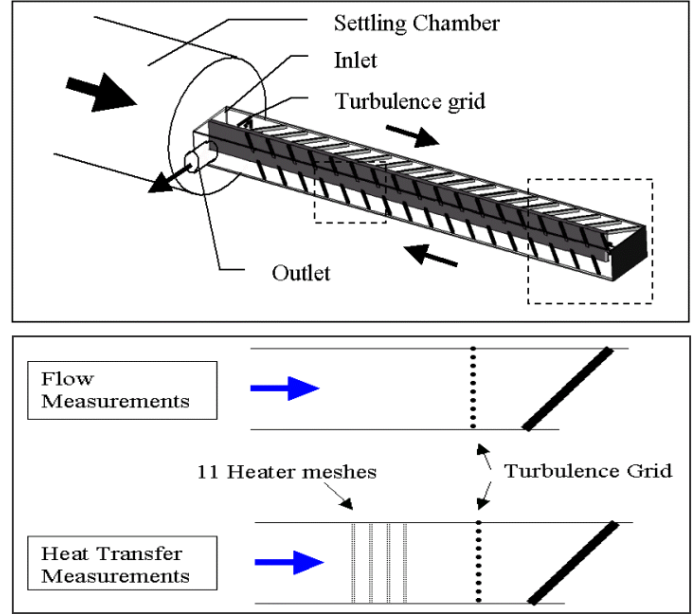 Settling Chamber
Inlet
Turbulence grid
Outlet
Flow
Measurements
11 Heater meshes
Turbulence Grid
Heat Transfer
Measurements